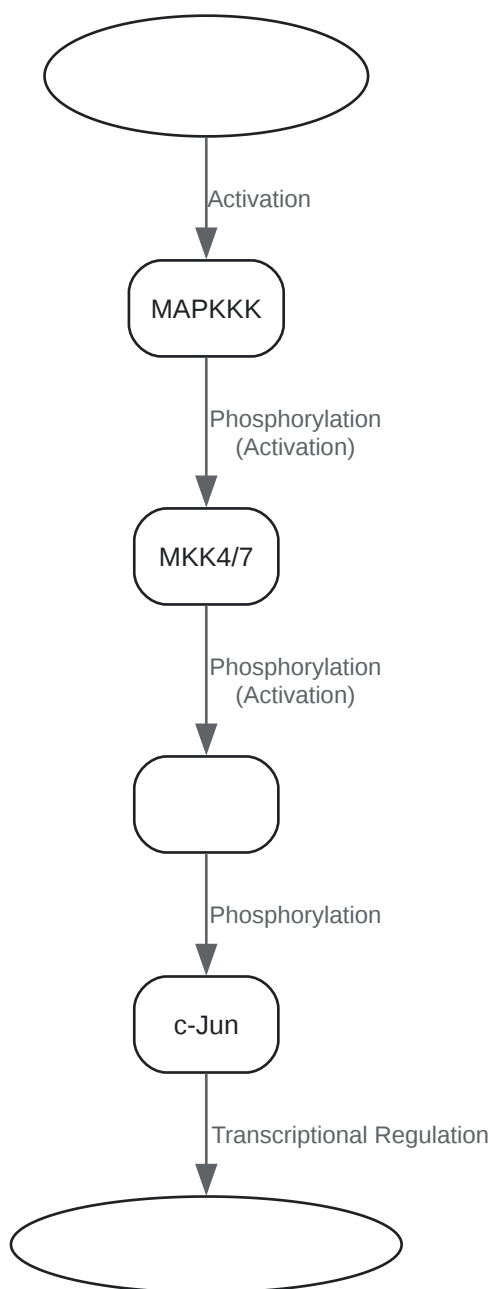 Activation
MAPKKK
Phosphorylation
(Activation)
MKK4/7
Phosphorylation
(Activation)
Phosphorylation
c-Jun
Transcriptional Regulation